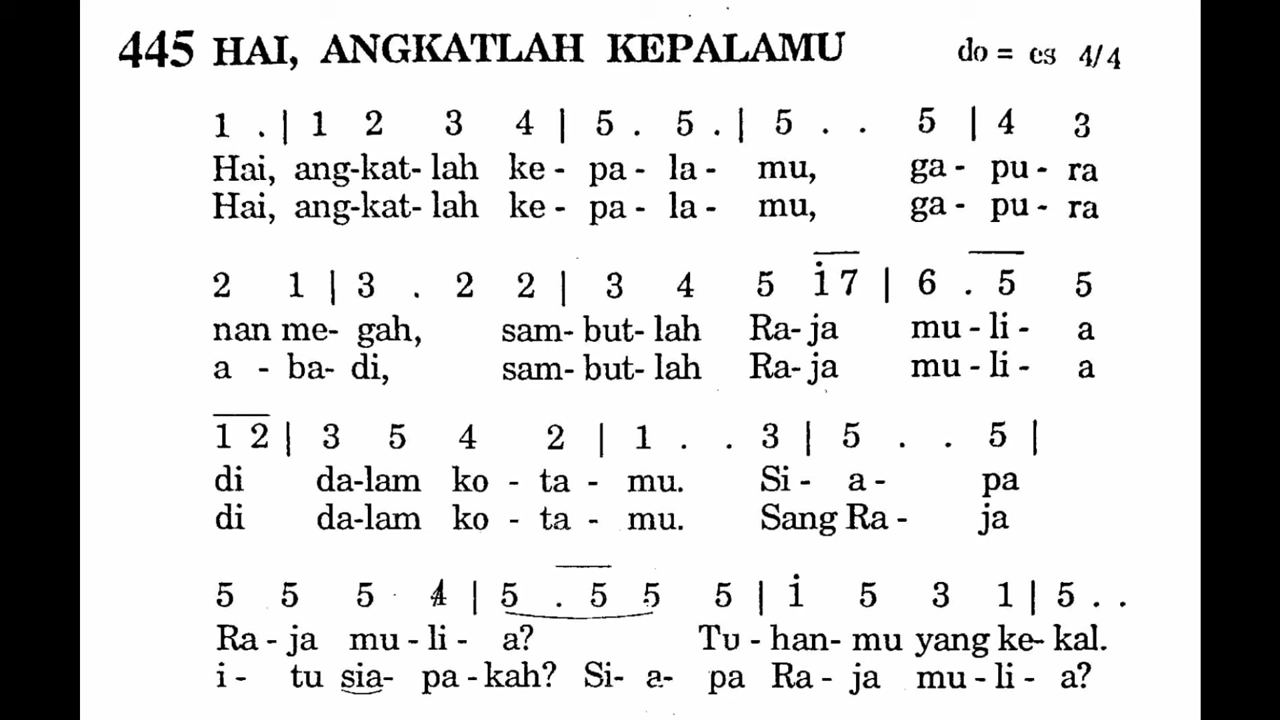 445 HAI, ANGKATLAH KEPALAMU do = es 4/4
1 . | 1 2 3 4 | 5 . 5 . | 5 . . 5 | 4 3
Hai, ang-kat- lah ke - pa - la - mu, ga - pu - ra
Hai, ang-kat- lah ke - pa - la - mu, ga - pu - ra
2 1 | 3 . 2 2 | 3 4 5 i 7 | 6 . 5 5
nan me- gah, sam- but- lah Ra- ja mu - li - a
a - ba- di, sam- but- lah Ra- ja mu - li - a
1 2 | 3 5 4 2 | 1 . . 3 | 5 . . 5 |
di da-lam ko - ta - mu. Si - a - pa
di da-lam ko - ta - mu. Sang Ra - ja
5 5 5 4 | 5 . 5 5 5 | i 5 3 1 | 5 . .
Ra - ja mu - li - a? Tu - han- mu yang ke- kal.
i - tu sia- pa - kah? Si- a- pa Ra - ja mu - li - a?